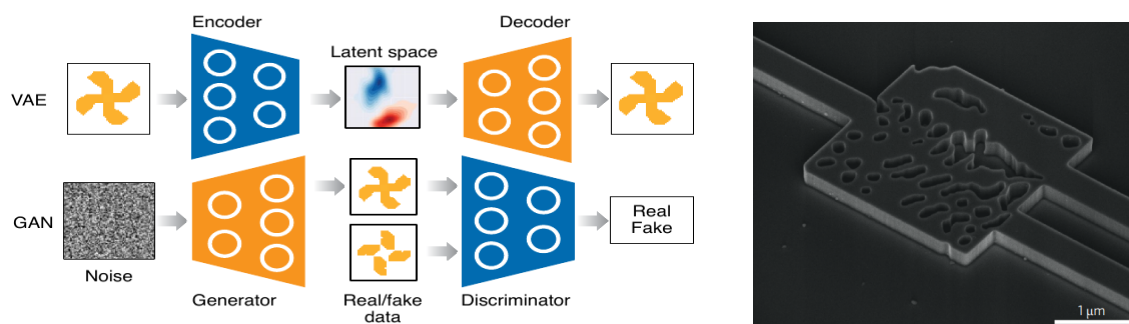 Encoder
Decoder
Latent space
VAE
GAN
Real
Fake
Noise
Generator
Real/fake
data
Discriminator
1 μm